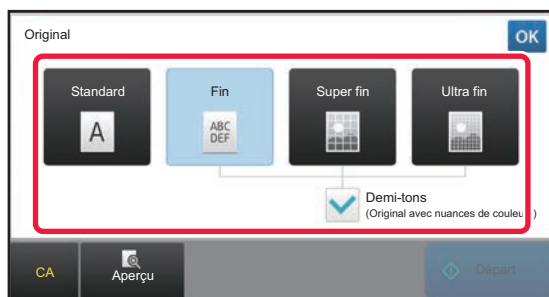 Original
OK
Standard
Fin
Super fin
Ultra fin
A
ABC
DEF
Demi-tons
(Original avec nuances de couleur)
CA
Aperçu
Départ